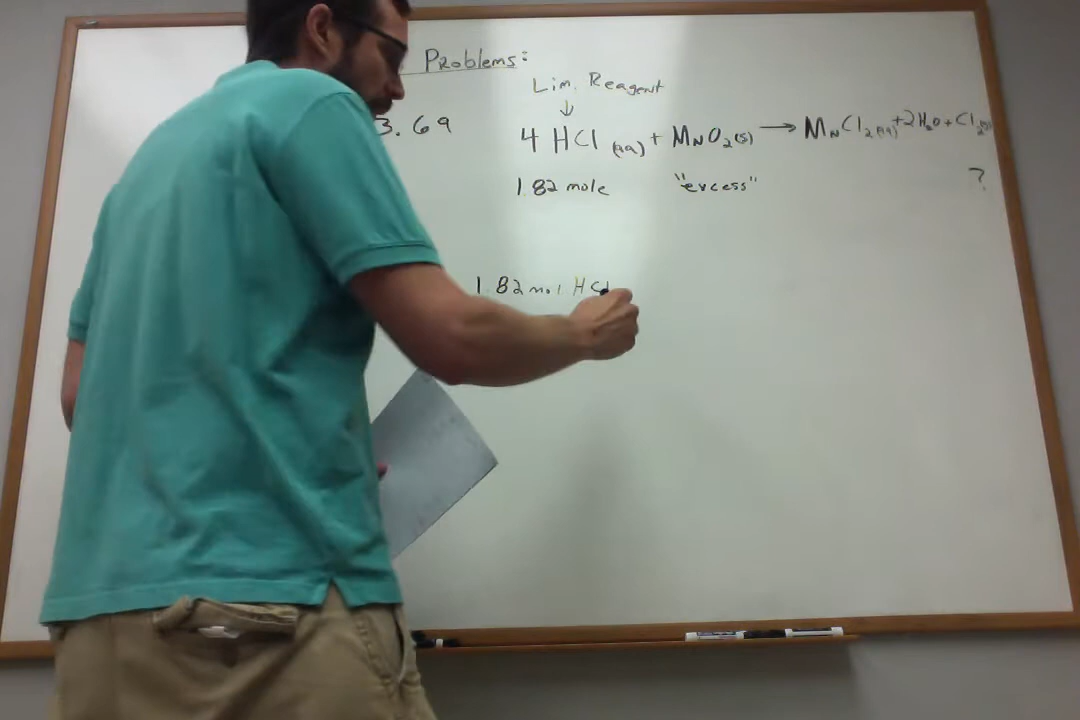 Problems:
Lim. Reagent
↓
3.69
4 HCl (aq) + MnO2(s) → MnCl2(aq) + 2H2O + Cl2(g)
1.82 mole "excess" ?
1.82 mol HCl